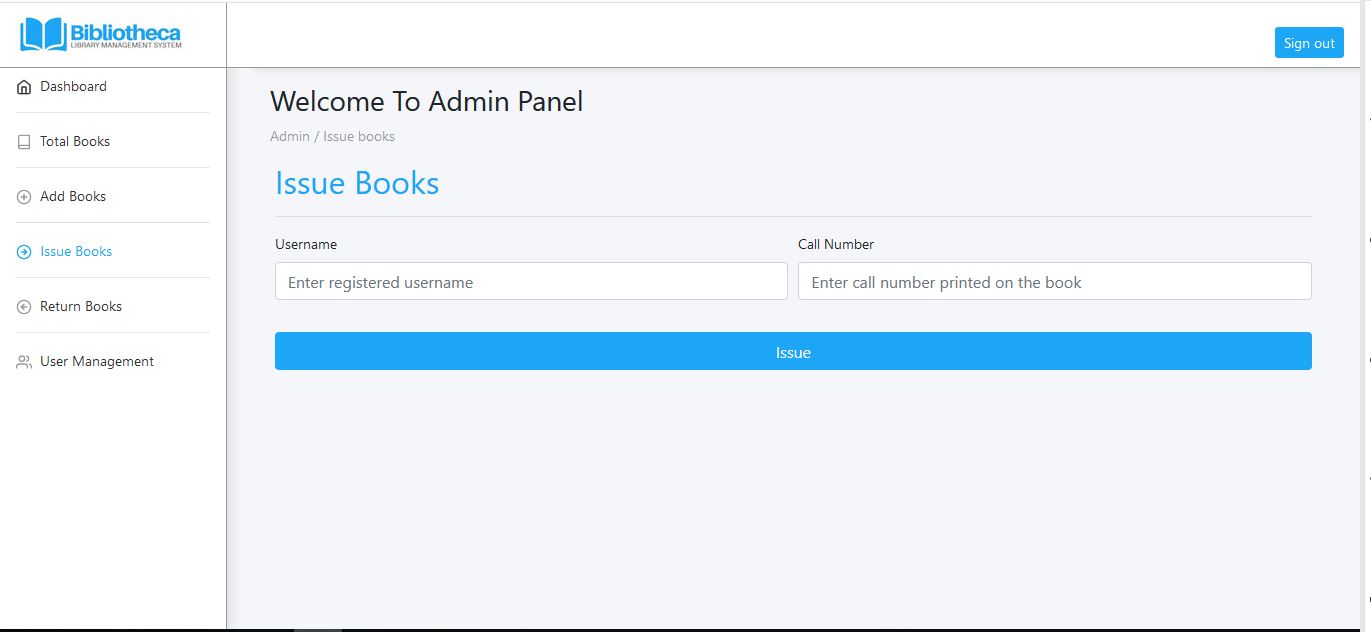 Bibliotheca
LIBRARY MANAGEMENT SYSTEM
Sign out
Dashboard
Total Books
Add Books
Issue Books
Return Books
User Management
Welcome To Admin Panel
Admin / Issue books
Issue Books
Username
Call Number
Enter registered username
Enter call number printed on the book
Issue